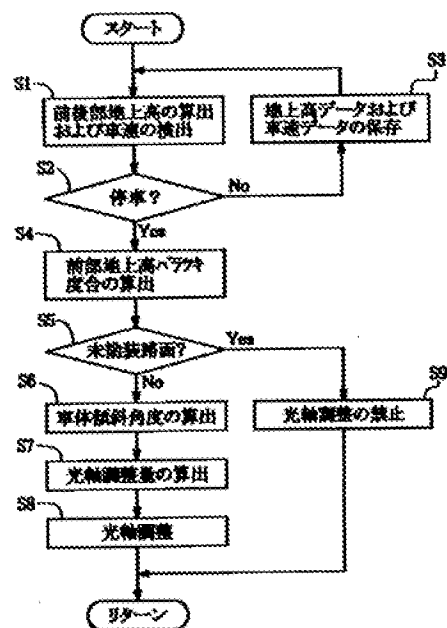 スタート
S1
前後部地上高の算出
および車速の検出
S3
地上高データおよび
車速データの保存
S2
停車?
No
Yes
S4
前部地上高バラツキ
度合の算出
S5
未塗装路面?
Yes
No
S9
光軸調整の禁止
S6
車体傾斜角度の算出
S7
光軸調整量の算出
S8
光軸調整
リターン